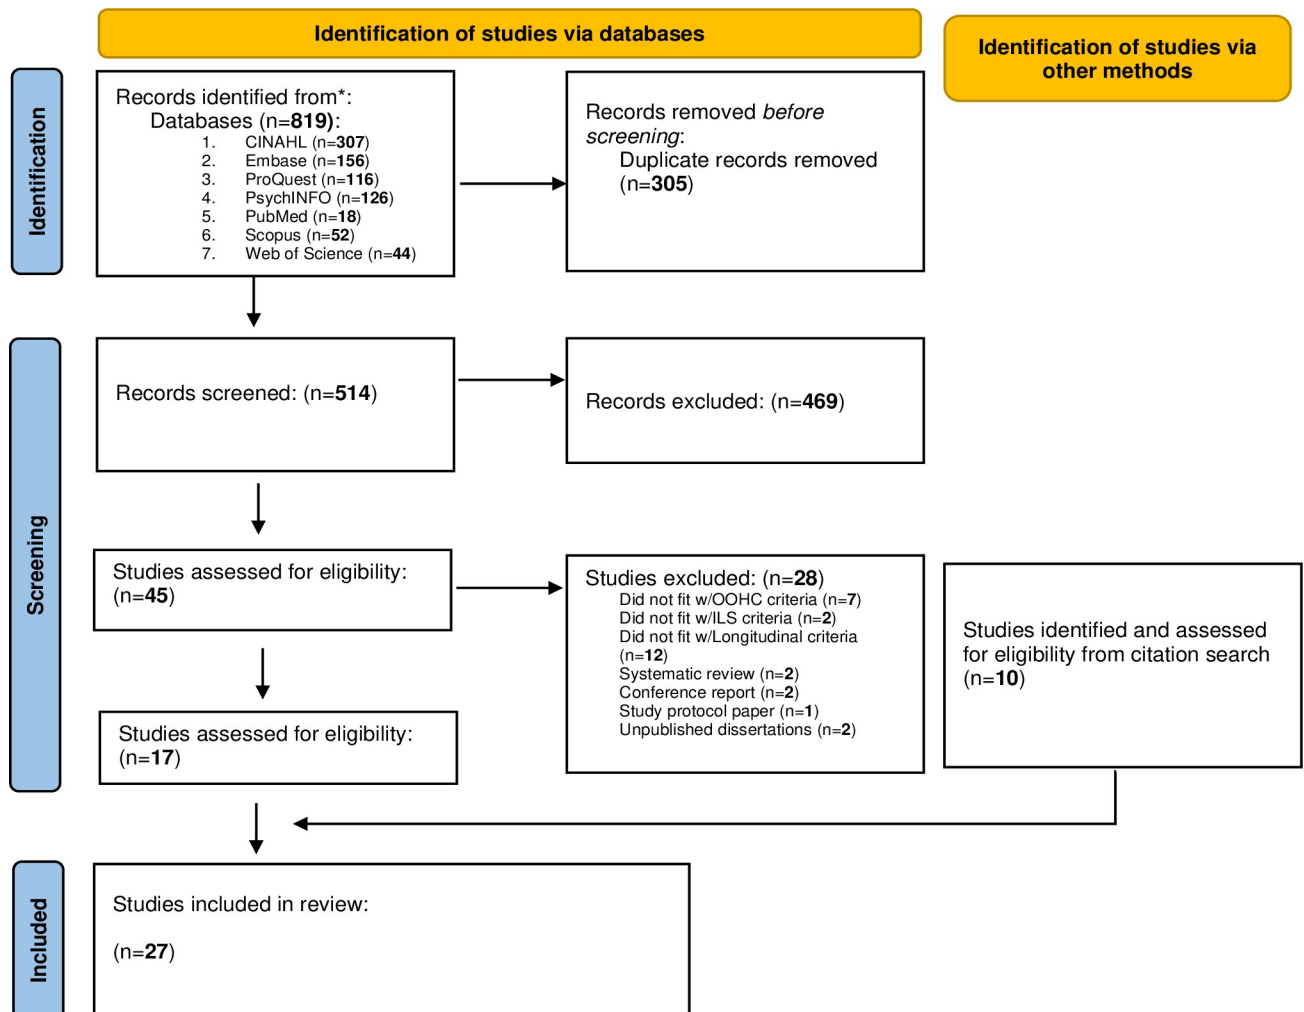 Identification of studies via databases
Identification of studies via
other methods
Identification
Records identified from*:
Databases (n=819):
1. CINAHL (n=307)
2. Embase (n=156)
3. ProQuest (n=116)
4. PsychINFO (n=126)
5. PubMed (n=18)
6. Scopus (n=52)
7. Web of Science (n=44)
Records removed before
screening:
Duplicate records removed
(n=305)
Screening
Records screened: (n=514)
Records excluded: (n=469)
Studies assessed for eligibility:
(n=45)
Studies excluded: (n=28)
Did not fit w/OOHC criteria (n=7)
Did not fit w/ILS criteria (n=2)
Did not fit w/Longitudinal criteria
(n=12)
Systematic review (n=2)
Conference report (n=2)
Study protocol paper (n=1)
Unpublished dissertations (n=2)
Studies identified and assessed
for eligibility from citation search
(n=10)
Studies assessed for eligibility:
(n=17)
Included
Studies included in review:
(n=27)